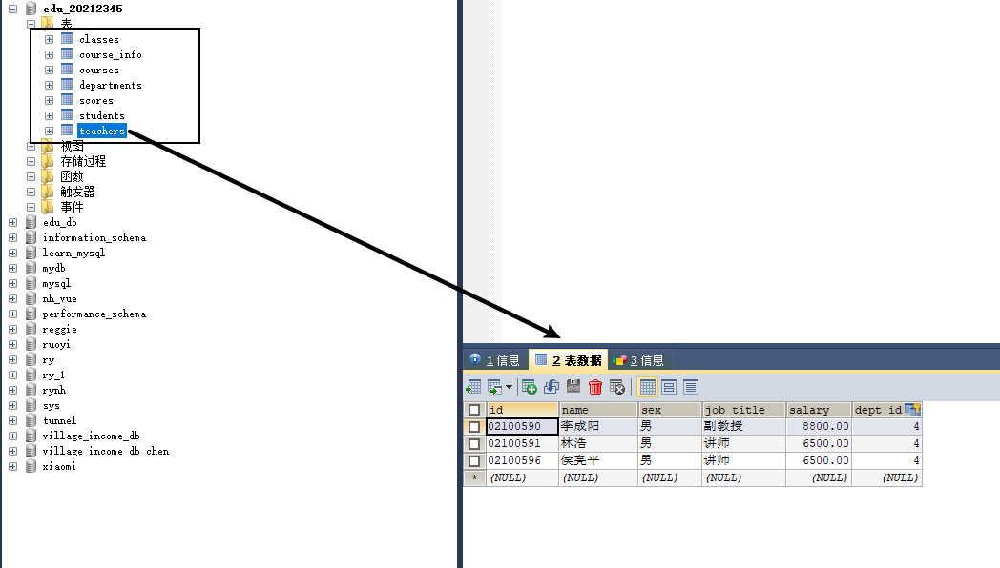 edu_20212345
表
classes
course_info
courses
departments
scores
students
teachers
视图
存储过程
函数
触发器
事件
edu_db
information_schema
learn_mysql
mydb
mysql
nh_vue
performance_schema
reggie
ruoyi
ry
ry_1
rynh
sys
tunnel
village_income_db
village_income_db_chen
xiaomi
1 信息 2 表数据 3 信息
id name sex job_title salary dept_id
02100590 李成阳 男 副教授 8800.00 4
02100591 林浩 男 讲师 6500.00 4
02100596 侯宪平 男 讲师 6500.00 4
* (NULL) (NULL) (NULL) (NULL) (NULL) (NULL)